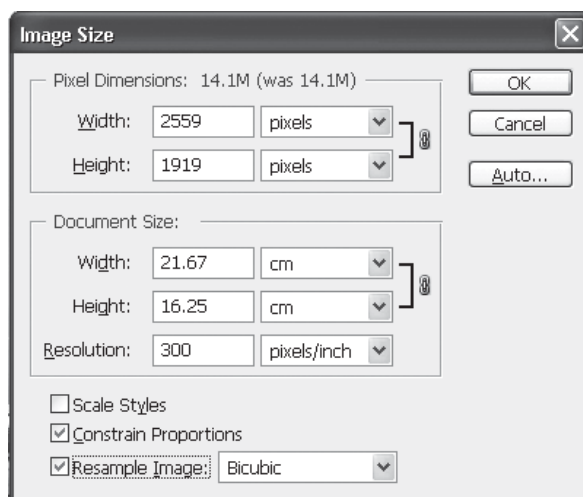 Image Size
Pixel Dimensions: 14.1M (was 14.1M)
Width: 2559 pixels
Height: 1919 pixels
OK
Cancel
Auto...
Document Size:
Width: 21.67 cm
Height: 16.25 cm
Resolution: 300 pixels/inch
Scale Styles
Constrain Proportions
Resample Image: Bicubic